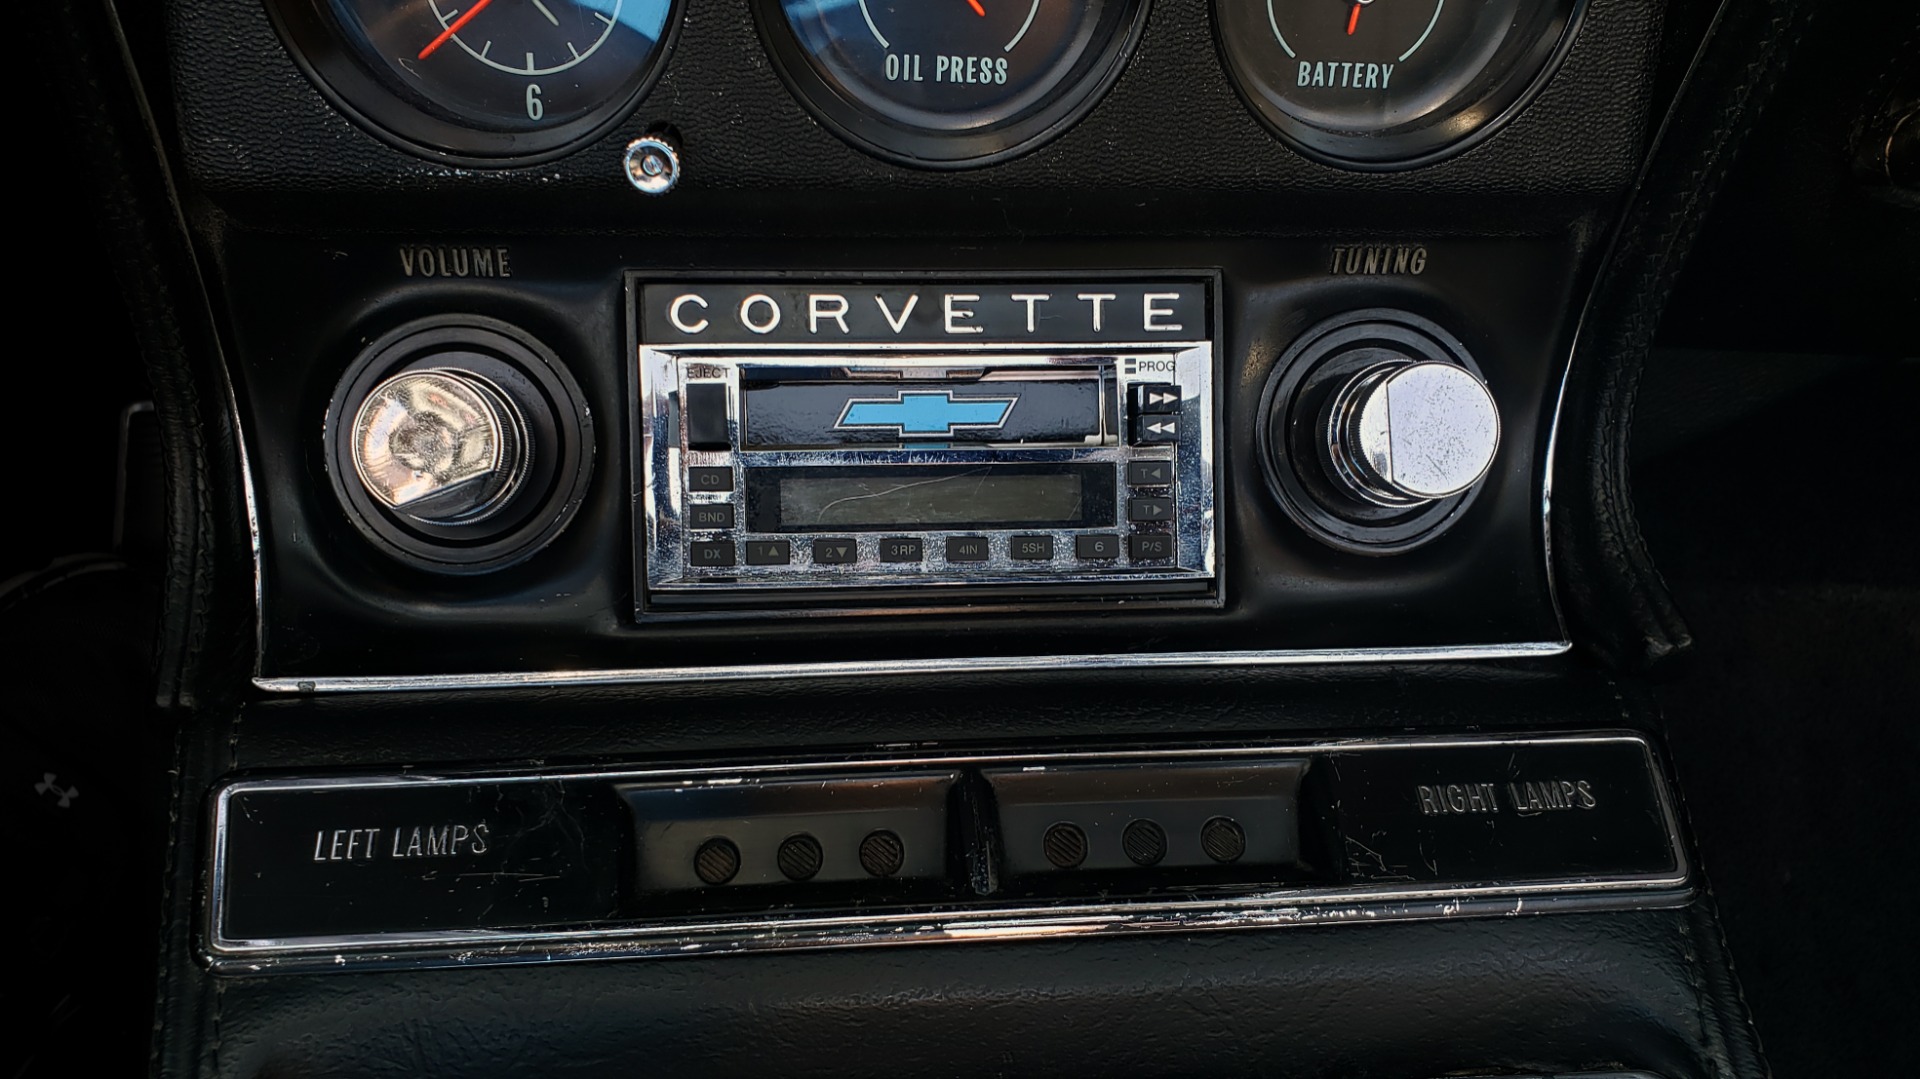 6
OIL PRESS
BATTERY
VOLUME
TUNING
CORVETTE
EJECT
PROG
CD
T◀
BND
T▶
DX
1▲
2▼
3RP
4IN
5SH
6
P/S
LEFT LAMPS
RIGHT LAMPS